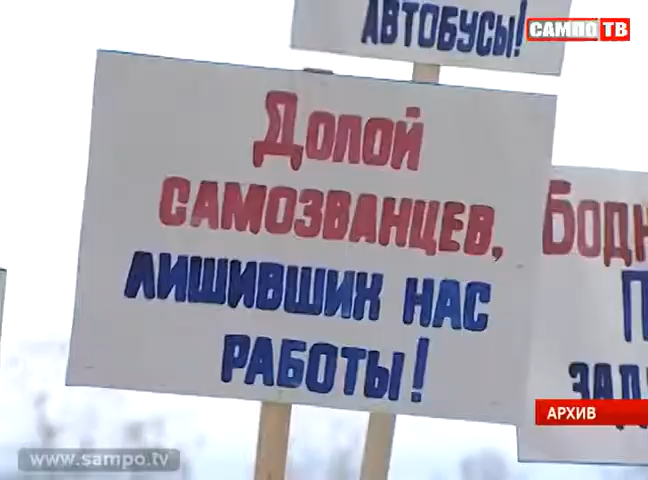 АВТОБУСЫ!
САМПО ТВ
Долой
САМОЗВАНЦЕВ,
ЛИШИВШИХ НАС
РАБОТЫ!
АРХИВ
www.sampo.tv